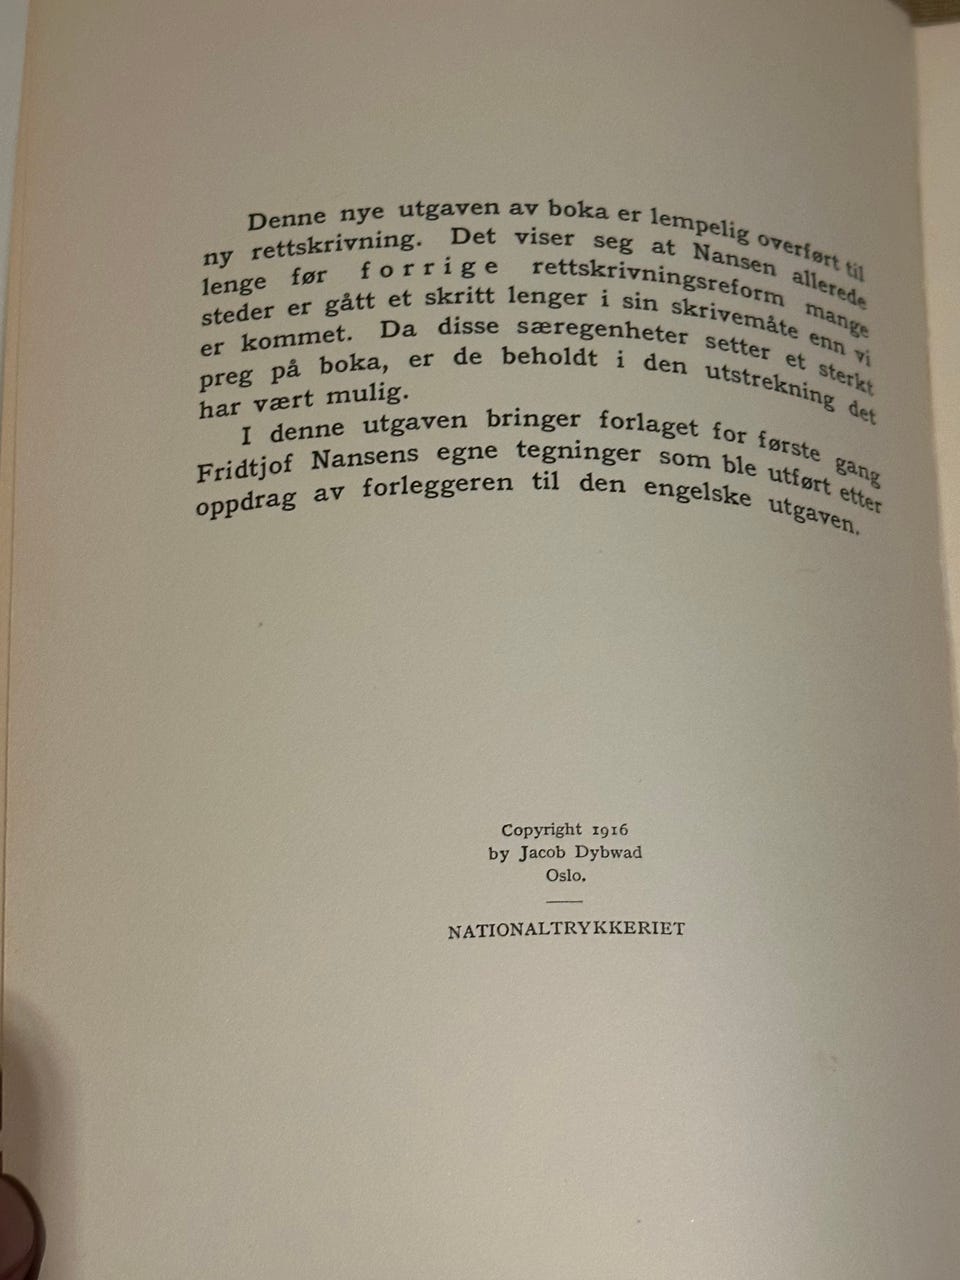 Denne nye utgaven av boka er lempelig overført til
ny rettskrivning. Det viser seg at Nansen allerede
lenge før forrige rettskrivningsreform mange
steder er gått et skritt lenger i sin skrivemåte enn vi
er kommet. Da disse særegenheter setter et sterkt
preg på boka, er de beholdt i den utstrekning det
har vært mulig.
I denne utgaven bringer forlaget for første gang
Fridtjof Nansens egne tegninger som ble utført etter
oppdrag av forleggeren til den engelske utgaven.
Copyright 1916
by Jacob Dybwad
Oslo.
NATIONALTRYKKERIET